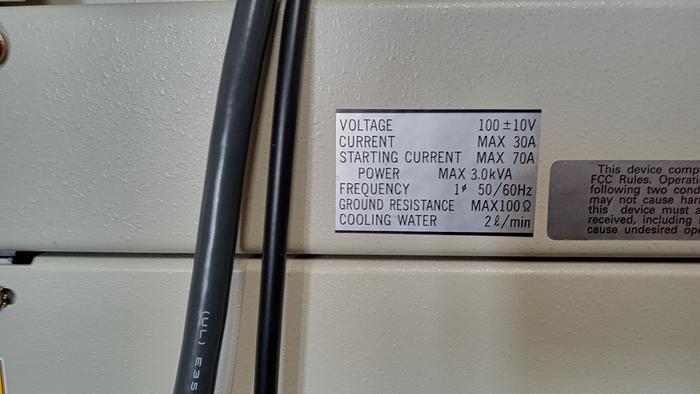 VOLTAGE 100±10V
CURRENT MAX 30A
STARTING CURRENT MAX 70A
POWER MAX 3.0kVA
FREQUENCY 1ø 50/60Hz
GROUND RESISTANCE MAX100Ω
COOLING WATER 2ℓ/min
This device comp
FCC Rules. Operati
following two cond
may not cause har
this device must a
received, including
cause undesired ope
(UL) E35